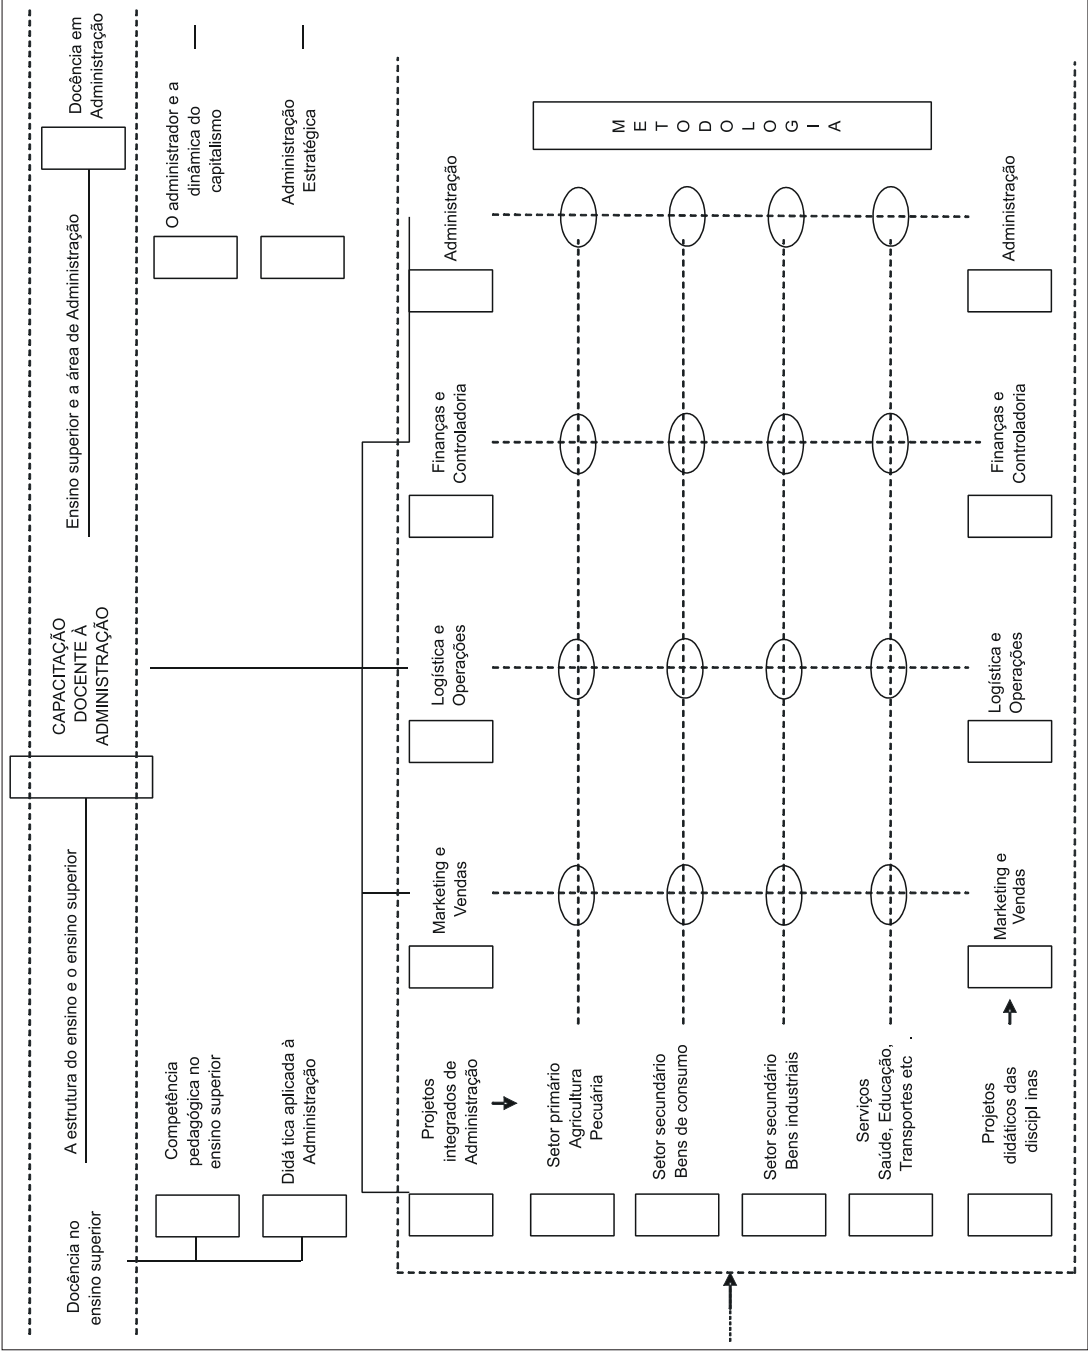 Docência no
ensino superior
A estrutura do ensino e o ensino superior
CAPACITAÇÃO
DOCENTE À
ADMINISTRAÇÃO
Ensino superior e a área de Administração
Docência em
Administração
Competência
pedagógica no
ensino superior
O administrador e a
dinâmica do
capitalismo
Didá tica aplicada à
Administração
Administração
Estratégica
Projetos
integrados de
Administração
Marketing e
Vendas
Logística e
Operações
Finanças e
Controladoria
Administração
Setor primário
Agricultura
Pecuária
Setor secundário
Bens de consumo
Setor secundário
Bens industriais
Serviços
Saúde, Educação,
Transportes etc .
METODOLOGIA
Projetos
didáticos das
discipl inas
Marketing e
Vendas
Logística e
Operações
Finanças e
Controladoria
Administração